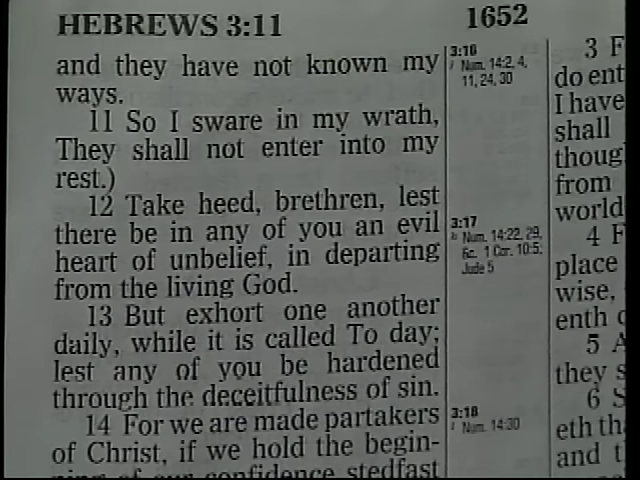 HEBREWS 3:11
1652
and they have not known my
ways.
11 So I sware in my wrath,
They shall not enter into my
rest.)
12 Take heed, brethren, lest
there be in any of you an evil
heart of unbelief, in departing
from the living God.
13 But exhort one another
daily, while it is called To day;
lest any of you be hardened
through the deceitfulness of sin.
14 For we are made partakers
of Christ, if we hold the begin-
ning of our confidence stedfast
3:10
Num. 14:2, 4,
11, 24, 30
3:17
Num. 14:22, 29,
&c. 1 Cor. 10:5;
Jude 5
3:18
Num. 14:30
3 F
do ent
I have
shall
thoug
from
world
4 F
place
wise,
enth
5 A
they s
6 S
eth th
and t